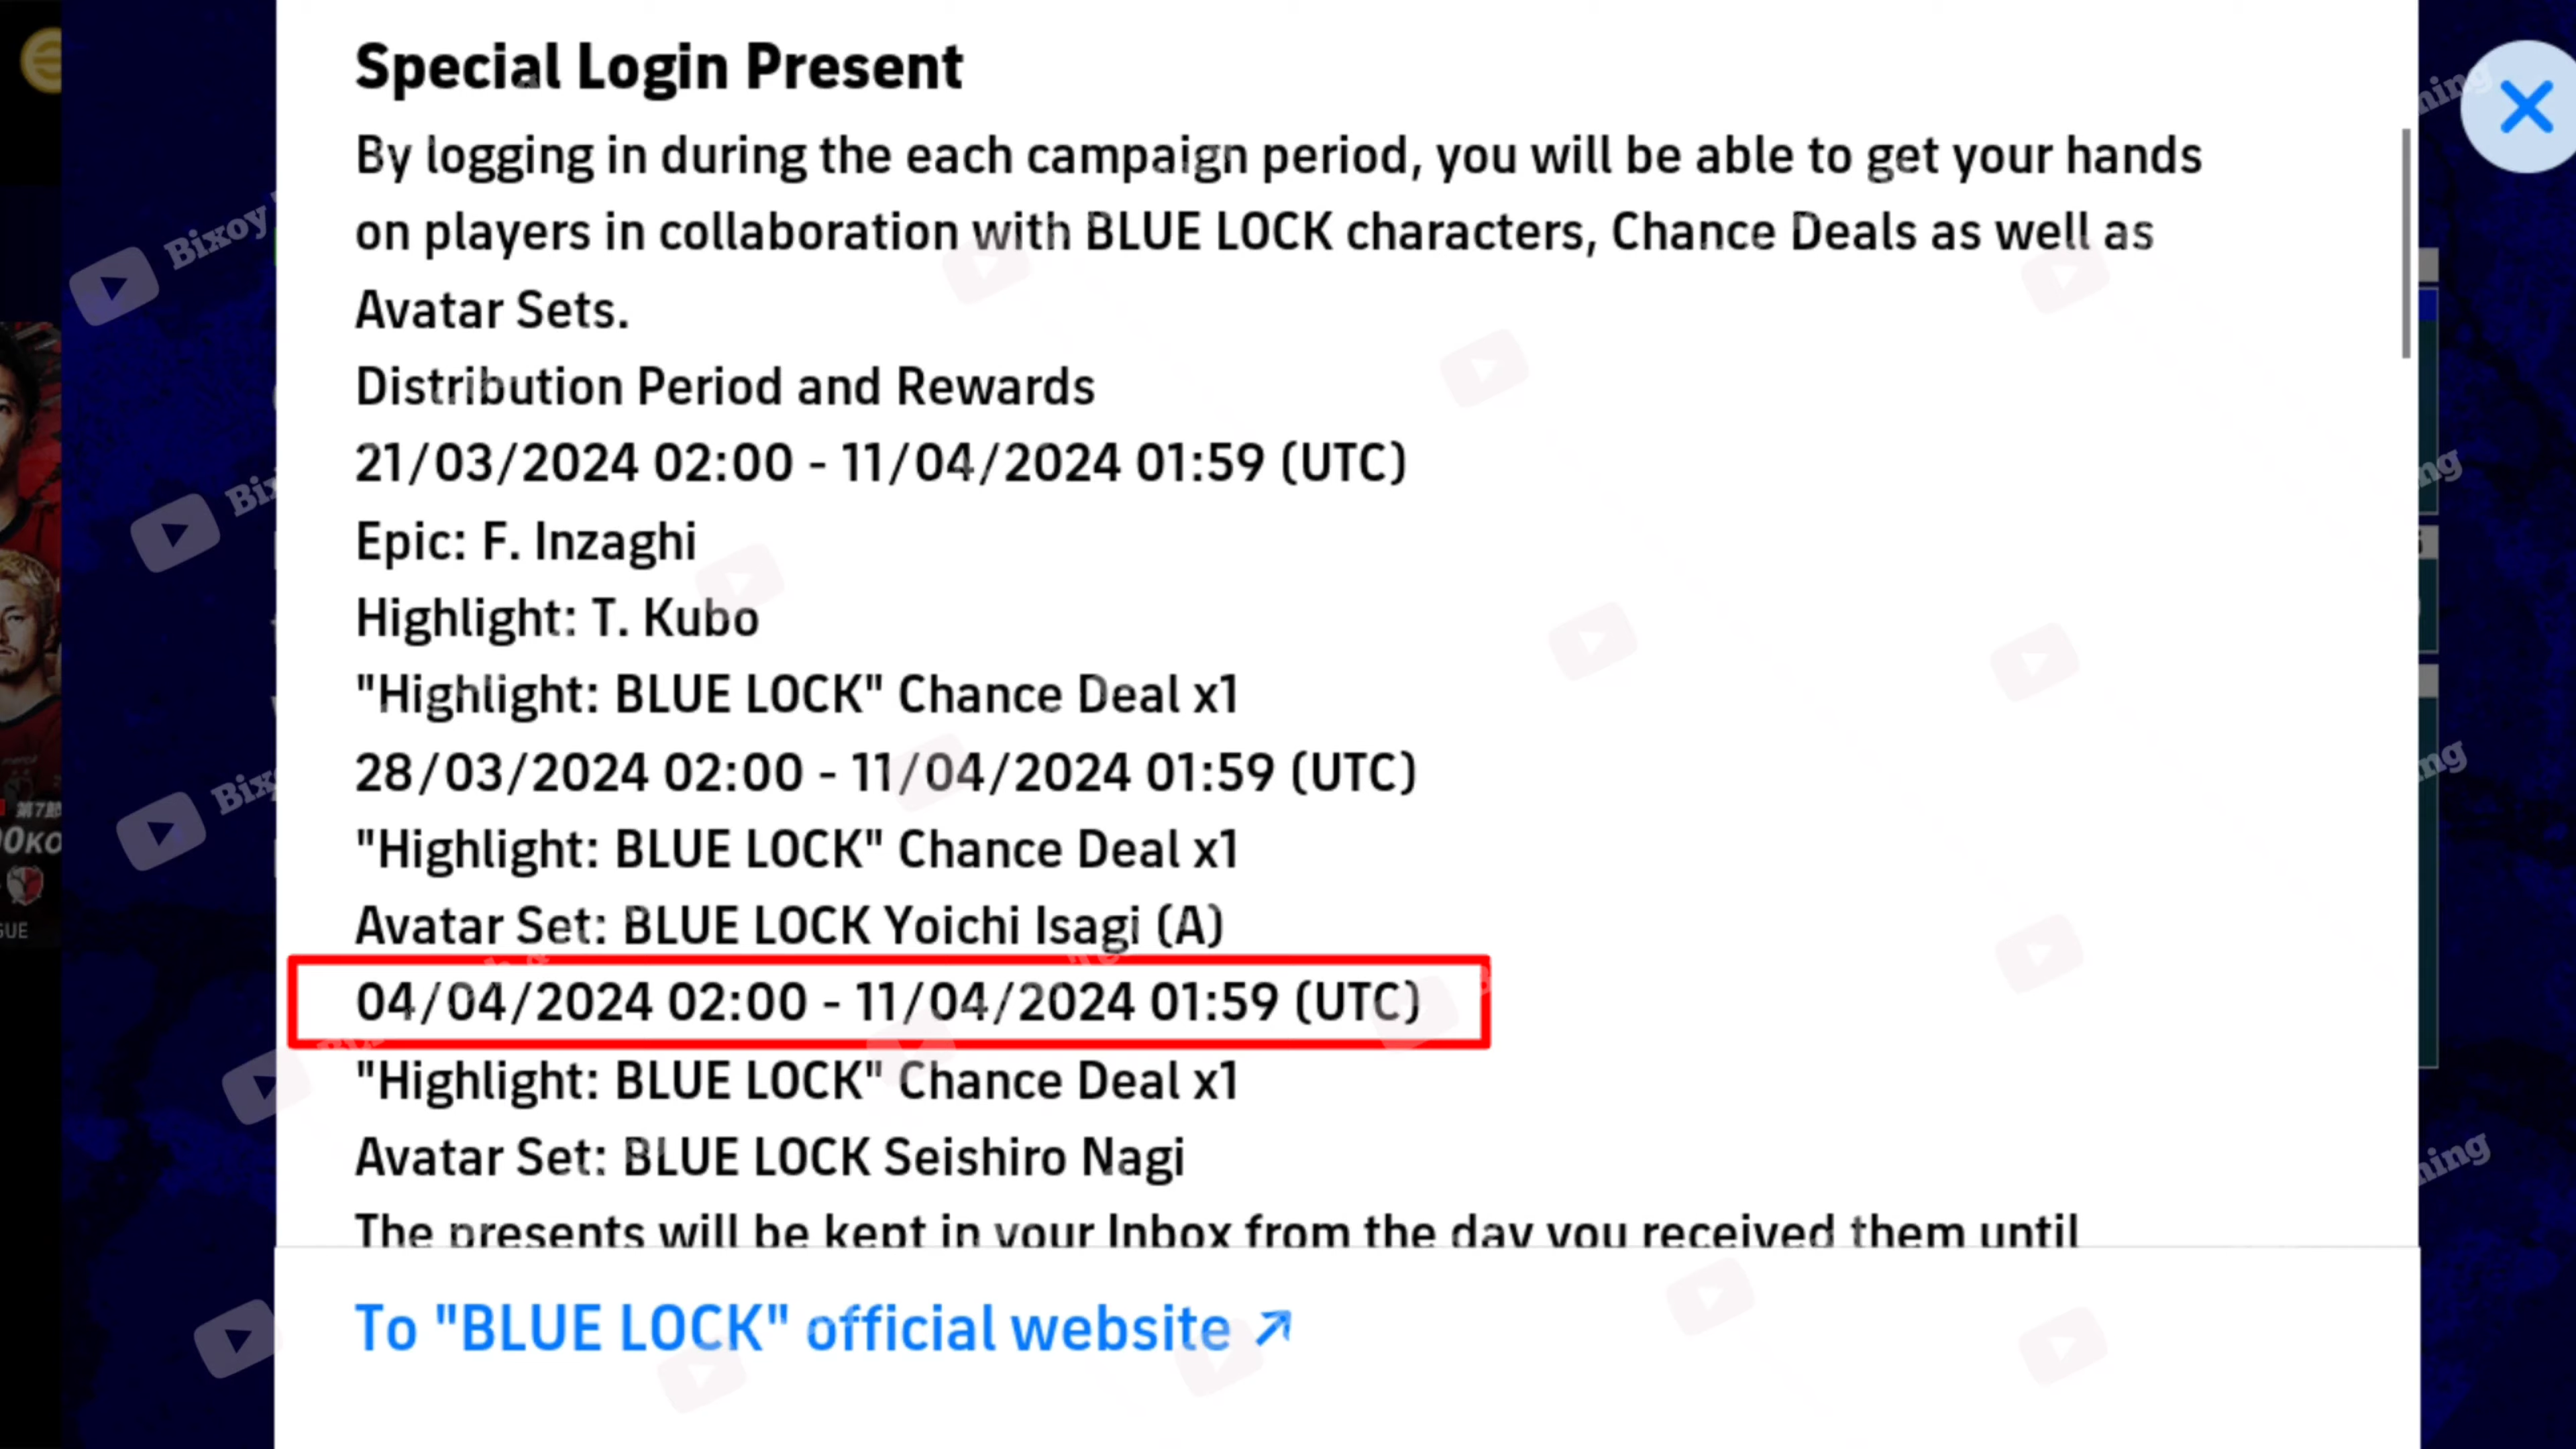 Special Login Present
By logging in during the each campaign period, you will be able to get your hands
on players in collaboration with BLUE LOCK characters, Chance Deals as well as
Avatar Sets.
Distribution Period and Rewards
21/03/2024 02:00 - 11/04/2024 01:59 (UTC)
Epic: F. Inzaghi
Highlight: T. Kubo
"Highlight: BLUE LOCK" Chance Deal x1
28/03/2024 02:00 - 11/04/2024 01:59 (UTC)
"Highlight: BLUE LOCK" Chance Deal x1
Avatar Set: BLUE LOCK Yoichi Isagi (A)
04/04/2024 02:00 - 11/04/2024 01:59 (UTC)
"Highlight: BLUE LOCK" Chance Deal x1
Avatar Set: BLUE LOCK Seishiro Nagi
The presents will be kept in your Inbox from the day you received them until
To "BLUE LOCK" official website ↗
Bixoy